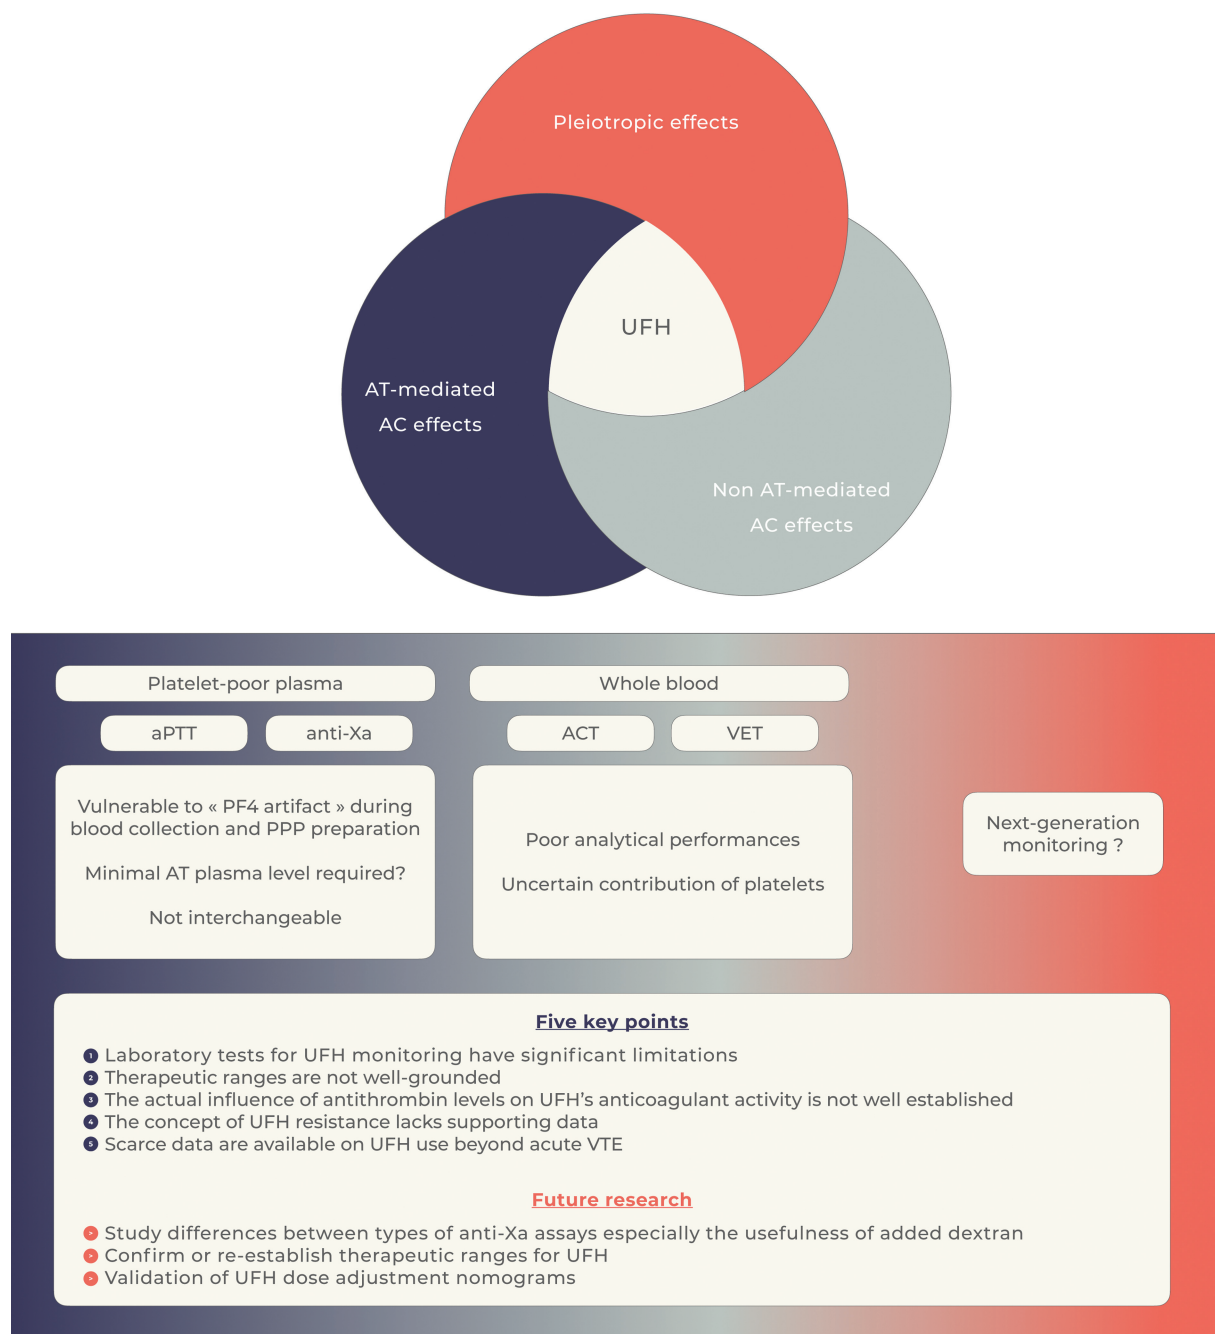 Pleiotropic effects
UFH
AT-mediated
AC effects
Non AT-mediated
AC effects
Platelet-poor plasma
Whole blood
aPTT
anti-Xa
ACT
VET
Vulnerable to « PF4 artifact » during
blood collection and PPP preparation
Minimal AT plasma level required?
Not interchangeable
Poor analytical performances
Uncertain contribution of platelets
Next-generation
monitoring ?
Five key points
1 Laboratory tests for UFH monitoring have significant limitations
2 Therapeutic ranges are not well-grounded
3 The actual influence of antithrombin levels on UFH’s anticoagulant activity is not well established
4 The concept of UFH resistance lacks supporting data
5 Scarce data are available on UFH use beyond acute VTE
Future research
> Study differences between types of anti-Xa assays especially the usefulness of added dextran
> Confirm or re-establish therapeutic ranges for UFH
> Validation of UFH dose adjustment nomograms